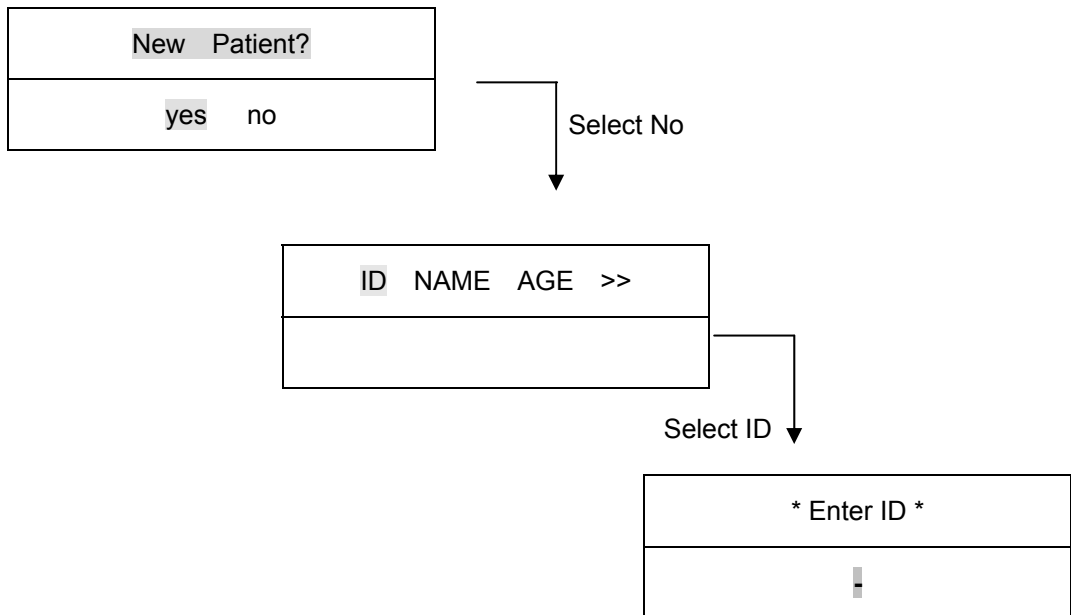 New Patient?
yes no
Select No
ID NAME AGE >>
Select ID
* Enter ID *
-